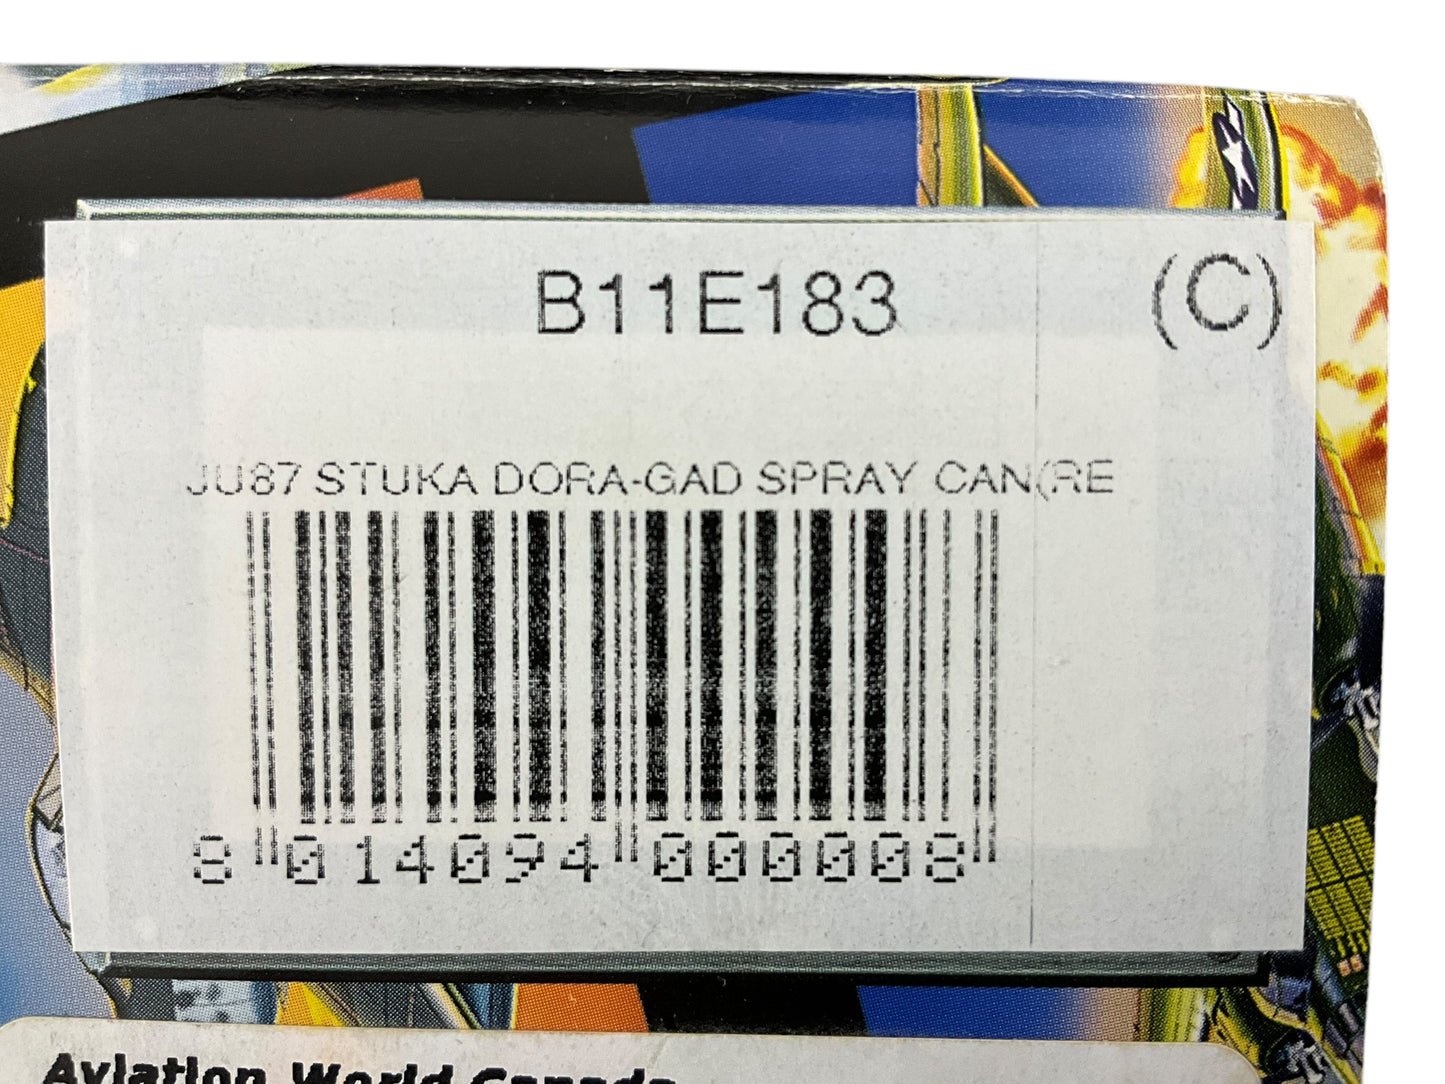 B11E183
(C)
JU87 STUKA DORA-GAD SPRAY CAN(RE
8 014094 000008
Aviation World Canada